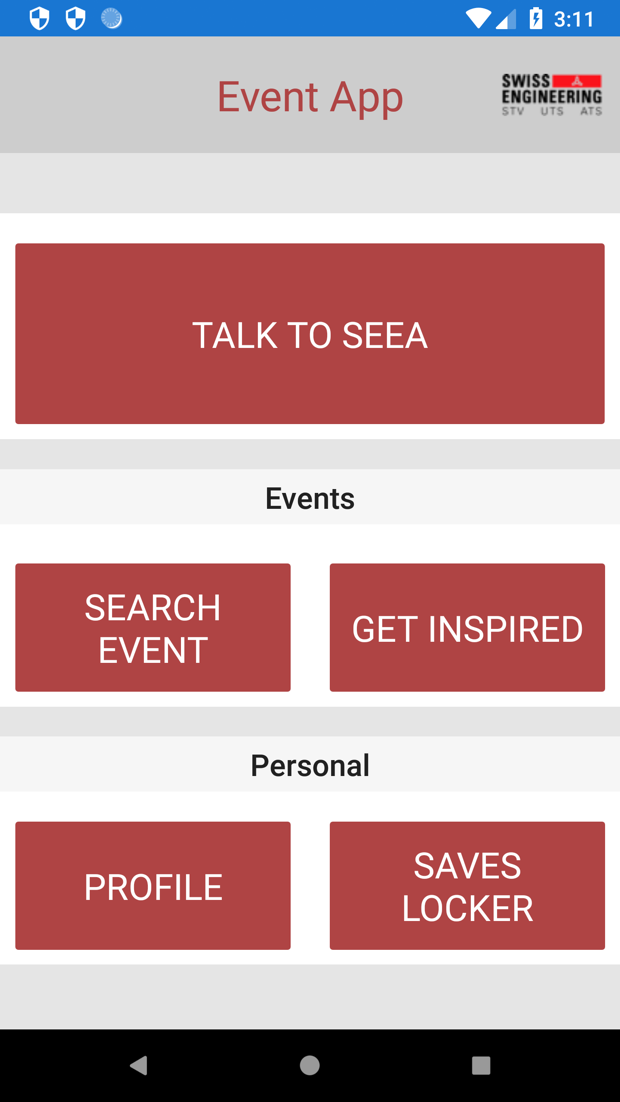 3:11
Event App
SWISS
ENGINEERING
STV UTS ATS
TALK TO SEEA
Events
SEARCH
EVENT
GET INSPIRED
Personal
PROFILE
SAVES
LOCKER